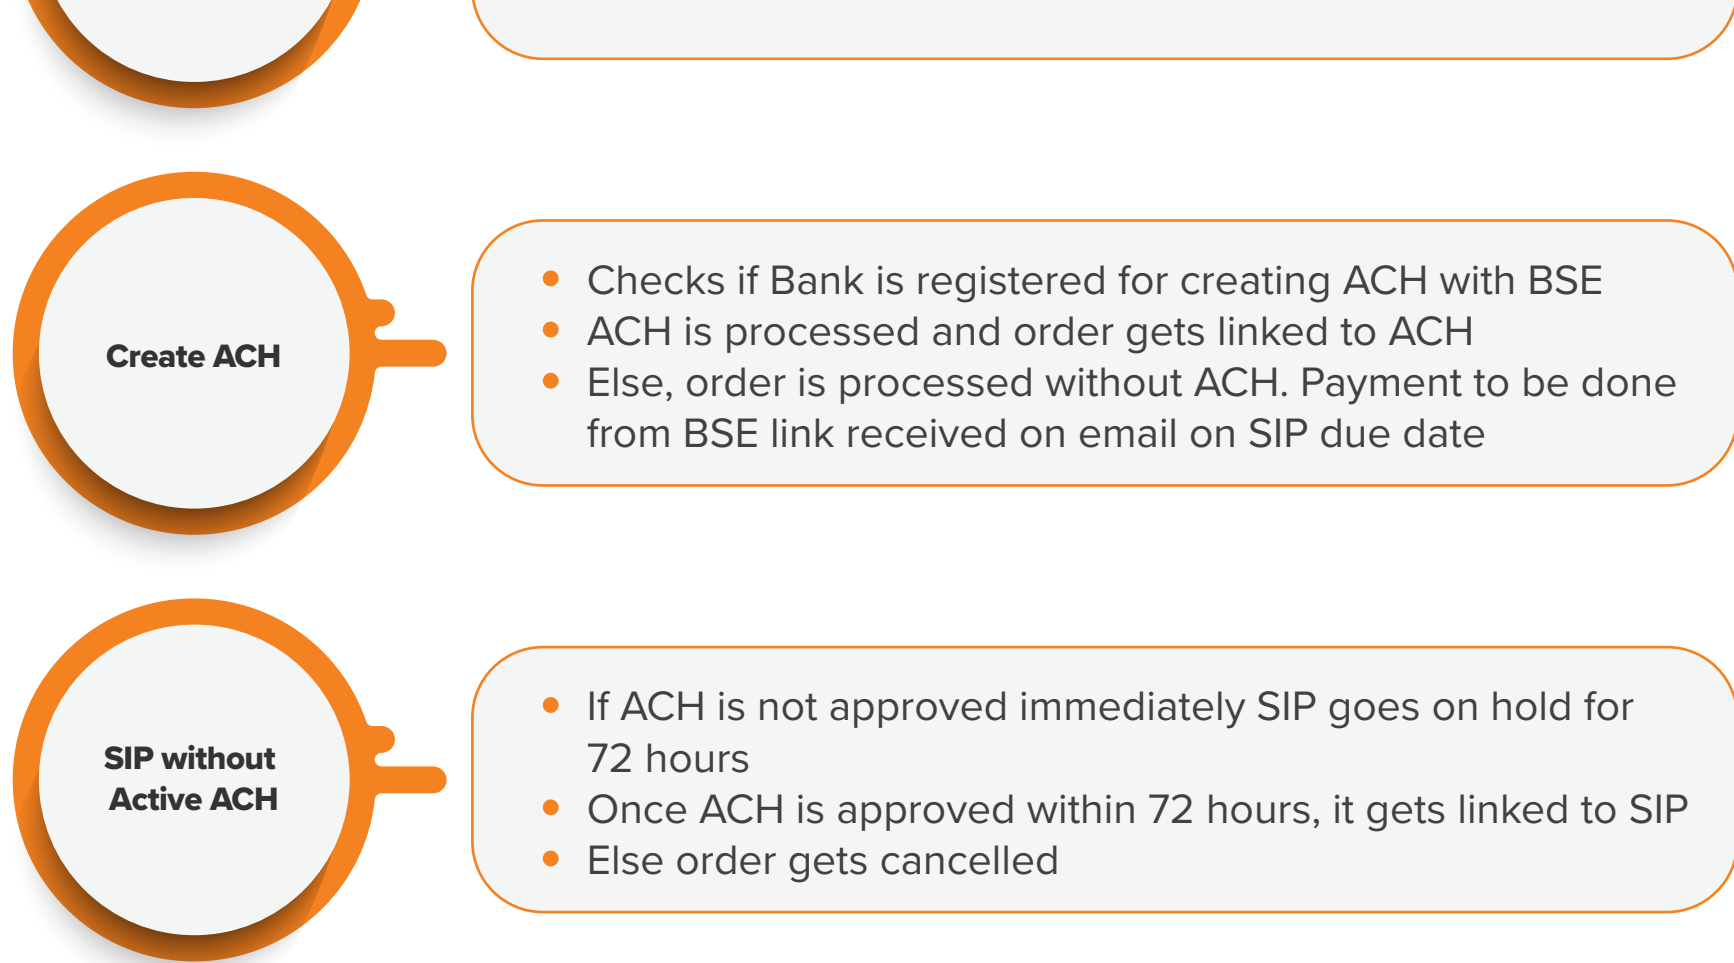 Create ACH
• Checks if Bank is registered for creating ACH with BSE
• ACH is processed and order gets linked to ACH
• Else, order is processed without ACH. Payment to be done
from BSE link received on email on SIP due date
SIP without
Active ACH
• If ACH is not approved immediately SIP goes on hold for
72 hours
• Once ACH is approved within 72 hours, it gets linked to SIP
• Else order gets cancelled